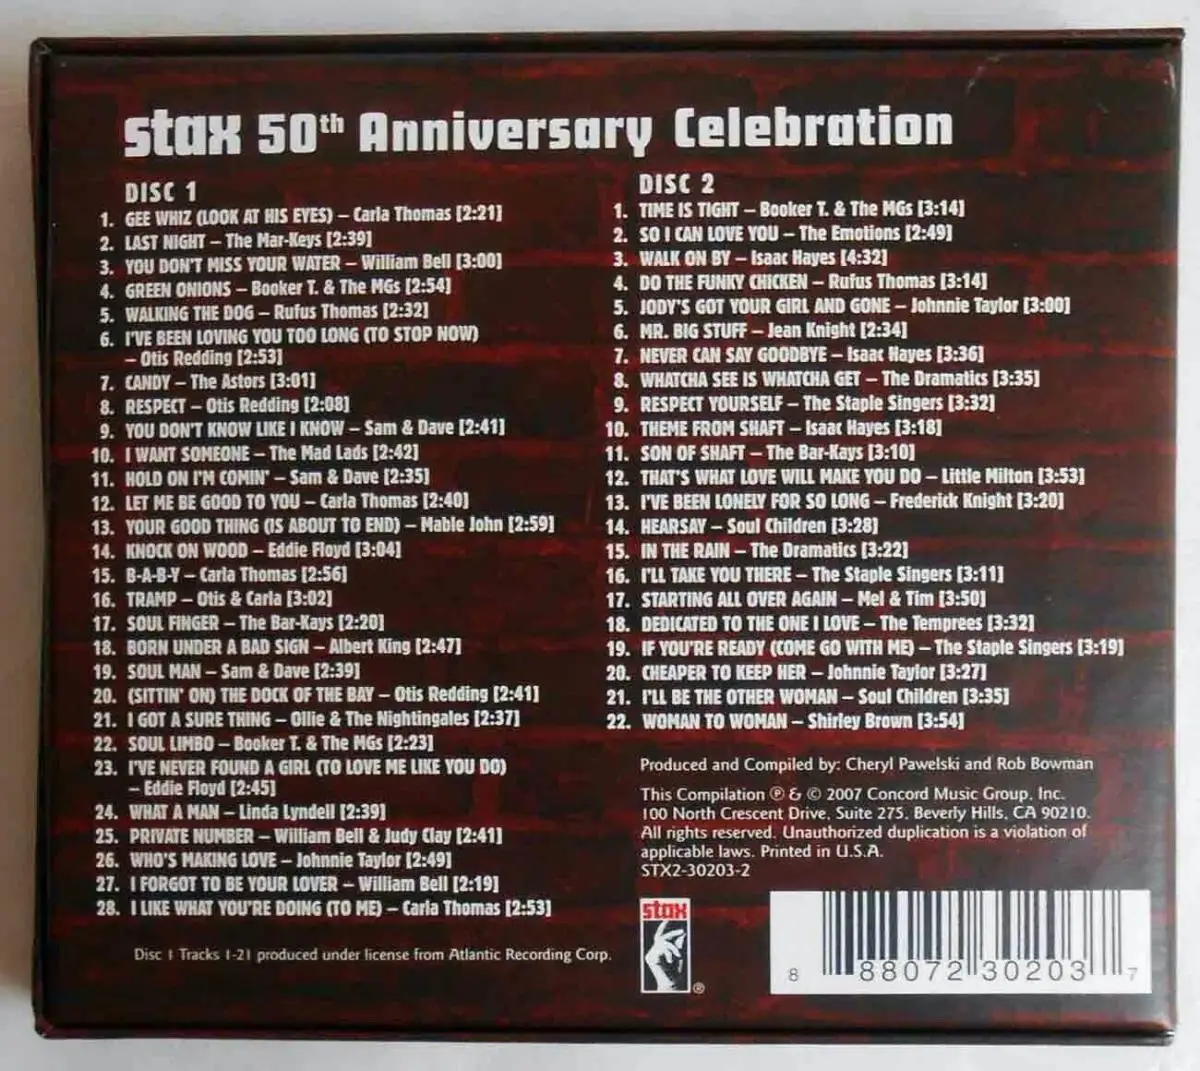 stax 50th Anniversary Celebration
DISC 1
1. GEE WHIZ (LOOK AT HIS EYES) – Carla Thomas [2:21]
2. LAST NIGHT – The Mar-Keys [2:39]
3. YOU DON'T MISS YOUR WATER – William Bell [3:00]
4. GREEN ONIONS – Booker T. & The MGs [2:54]
5. WALKING THE DOG – Rufus Thomas [2:32]
6. I'VE BEEN LOVING YOU TOO LONG (TO STOP NOW)
– Otis Redding [2:53]
7. CANDY – The Astors [3:01]
8. RESPECT – Otis Redding [2:08]
9. YOU DON'T KNOW LIKE I KNOW – Sam & Dave [2:41]
10. I WANT SOMEONE – The Mad Lads [2:42]
11. HOLD ON I'M COMIN' – Sam & Dave [2:35]
12. LET ME BE GOOD TO YOU – Carla Thomas [2:40]
13. YOUR GOOD THING (IS ABOUT TO END) – Mable John [2:59]
14. KNOCK ON WOOD – Eddie Floyd [3:04]
15. B-A-B-Y – Carla Thomas [2:56]
16. TRAMP – Otis & Carla [3:02]
17. SOUL FINGER – The Bar-Kays [2:20]
18. BORN UNDER A BAD SIGN – Albert King [2:47]
19. SOUL MAN – Sam & Dave [2:39]
20. (SITTIN' ON) THE DOCK OF THE BAY – Otis Redding [2:41]
21. I GOT A SURE THING – Ollie & The Nightingales [2:37]
22. SOUL LIMBO – Booker T. & The MGs [2:23]
23. I'VE NEVER FOUND A GIRL (TO LOVE ME LIKE YOU DO)
– Eddie Floyd [2:45]
24. WHAT A MAN – Linda Lyndell [2:39]
25. PRIVATE NUMBER – William Bell & Judy Clay [2:41]
26. WHO'S MAKING LOVE – Johnnie Taylor [2:49]
27. I FORGOT TO BE YOUR LOVER – William Bell [2:19]
28. I LIKE WHAT YOU'RE DOING (TO ME) – Carla Thomas [2:53]
Disc 1 Tracks 1-21 produced under license from Atlantic Recording Corp.
DISC 2
1. TIME IS TIGHT – Booker T. & The MGs [3:14]
2. SO I CAN LOVE YOU – The Emotions [2:49]
3. WALK ON BY – Isaac Hayes [4:32]
4. DO THE FUNKY CHICKEN – Rufus Thomas [3:14]
5. JODY'S GOT YOUR GIRL AND GONE – Johnnie Taylor [3:00]
6. MR. BIG STUFF – Jean Knight [2:34]
7. NEVER CAN SAY GOODBYE – Isaac Hayes [3:36]
8. WHATCHA SEE IS WHATCHA GET – The Dramatics [3:35]
9. RESPECT YOURSELF – The Staple Singers [3:32]
10. THEME FROM SHAFT – Isaac Hayes [3:18]
11. SON OF SHAFT – The Bar-Kays [3:10]
12. THAT'S WHAT LOVE WILL MAKE YOU DO – Little Milton [3:53]
13. I'VE BEEN LONELY FOR SO LONG – Frederick Knight [3:20]
14. HEARSAY – Soul Children [3:28]
15. IN THE RAIN – The Dramatics [3:22]
16. I'LL TAKE YOU THERE – The Staple Singers [3:11]
17. STARTING ALL OVER AGAIN – Mel & Tim [3:50]
18. DEDICATED TO THE ONE I LOVE – The Temprees [3:32]
19. IF YOU'RE READY (COME GO WITH ME) – The Staple Singers [3:19]
20. CHEAPER TO KEEP HER – Johnnie Taylor [3:27]
21. I'LL BE THE OTHER WOMAN – Soul Children [3:35]
22. WOMAN TO WOMAN – Shirley Brown [3:54]
Produced and Compiled by: Cheryl Pawelski and Rob Bowman
This Compilation ℗ & © 2007 Concord Music Group, Inc.
100 North Crescent Drive, Suite 275, Beverly Hills, CA 90210.
All rights reserved. Unauthorized duplication is a violation of
applicable laws. Printed in U.S.A.
STX2-30203-2
stax
®
8 88072 30203 7